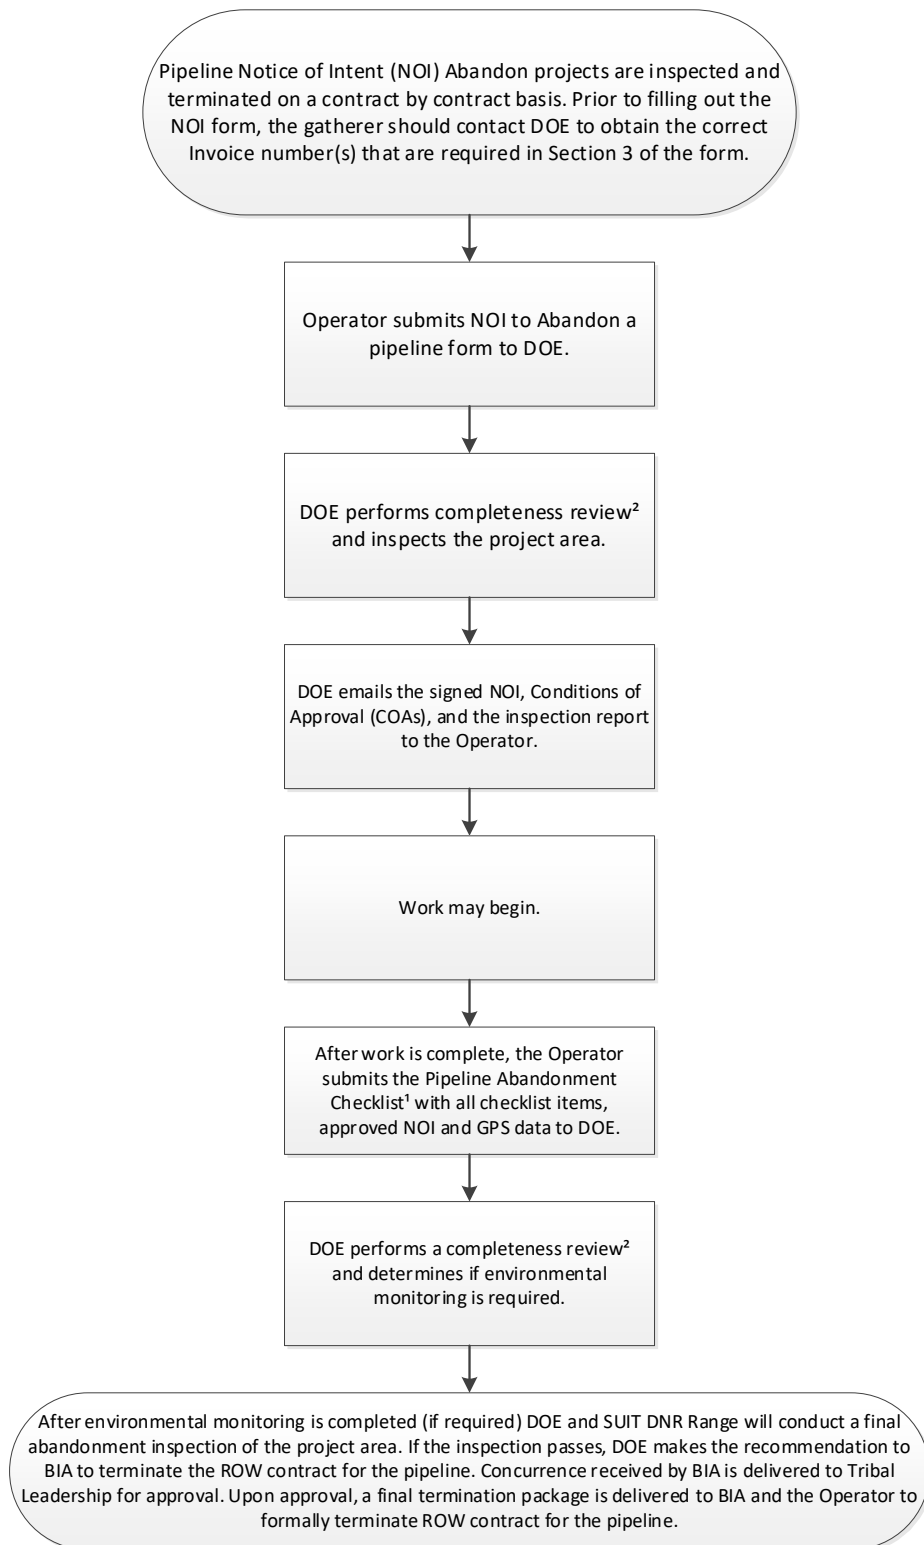 Pipeline Notice of Intent (NOI) Abandon projects are inspected and
terminated on a contract by contract basis. Prior to filling out the
NOI form, the gatherer should contact DOE to obtain the correct
Invoice number(s) that are required in Section 3 of the form.
Operator submits NOI to Abandon a
pipeline form to DOE.
DOE performs completeness review²
and inspects the project area.
DOE emails the signed NOI, Conditions of
Approval (COAs), and the inspection report
to the Operator.
Work may begin.
After work is complete, the Operator
submits the Pipeline Abandonment
Checklist¹ with all checklist items,
approved NOI and GPS data to DOE.
DOE performs a completeness review²
and determines if environmental
monitoring is required.
After environmental monitoring is completed (if required) DOE and SUIT DNR Range will conduct a final
abandonment inspection of the project area. If the inspection passes, DOE makes the recommendation to
BIA to terminate the ROW contract for the pipeline. Concurrence received by BIA is delivered to Tribal
Leadership for approval. Upon approval, a final termination package is delivered to BIA and the Operator to
formally terminate ROW contract for the pipeline.